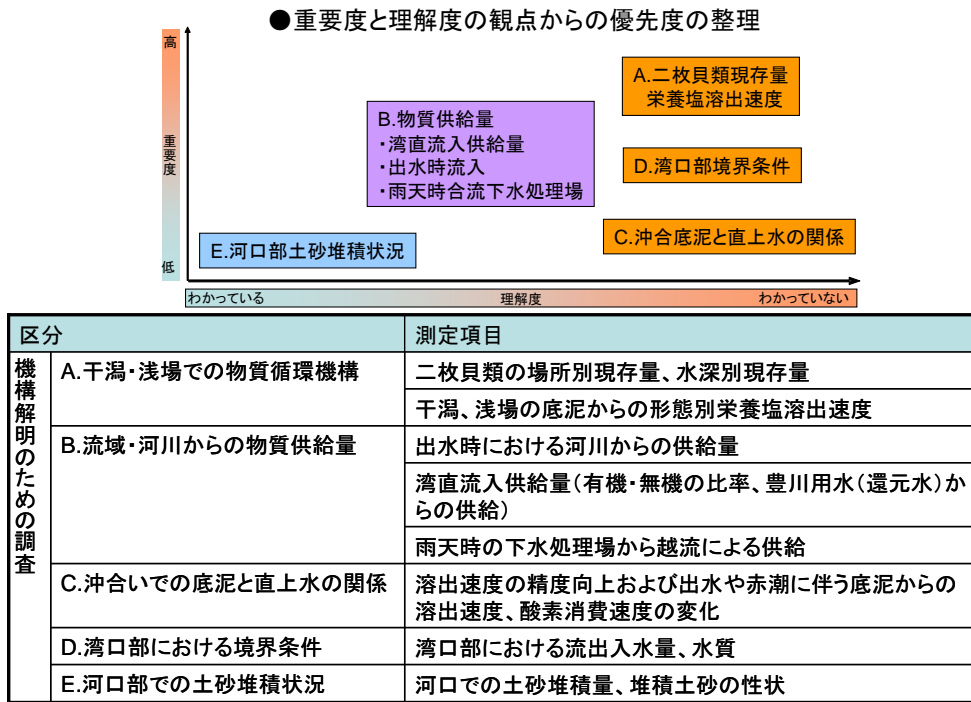 ●重要度と理解度の観点からの優先度の整理
高
重要度
低
A.二枚貝類現存量
栄養塩溶出速度
B.物質供給量
・湾直流入供給量
・出水時流入
・雨天時合流下水処理場
D.湾口部境界条件
C.沖合底泥と直上水の関係
E.河口部土砂堆積状況
わかっている
理解度
わかっていない
区分
測定項目
機構解明のための調査
A.干潟・浅場での物質循環機構
二枚貝類の場所別現存量、水深別現存量
干潟、浅場の底泥からの形態別栄養塩溶出速度
B.流域・河川からの物質供給量
出水時における河川からの供給量
湾直流入供給量(有機・無機の比率、豊川用水(還元水)か
らの供給)
雨天時の下水処理場から越流による供給
C.沖合いでの底泥と直上水の関係
溶出速度の精度向上および出水や赤潮に伴う底泥からの
溶出速度、酸素消費速度の変化
D.湾口部における境界条件
湾口部における流出入水量、水質
E.河口部での土砂堆積状況
河口での土砂堆積量、堆積土砂の性状